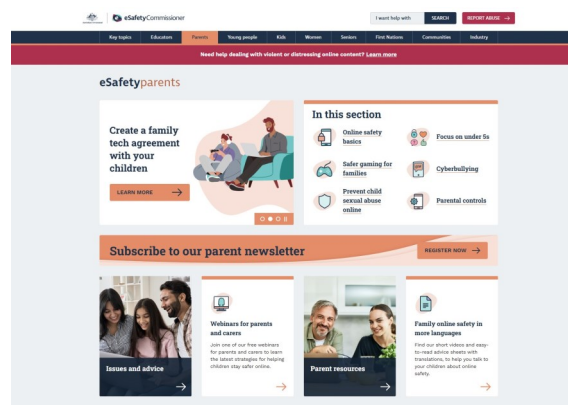 eSafetyCommissioner
I want help with
SEARCH
REPORT ABUSE
Key topics
Educators
Parents
Young people
Kids
Women
Seniors
First Nations
Communities
Industry
Need help dealing with violent or distressing online content? Learn more
eSafetyparents
Create a family
tech agreement
with your
children
LEARN MORE
In this section
Online safety
basics
Focus on under 5s
Safer gaming for
families
Cyberbullying
Prevent child
sexual abuse
online
Parental controls
Subscribe to our parent newsletter
REGISTER NOW
Issues and advice
Webinars for parents
and carers
Join one of our free webinars
for parents and carers to learn
the latest strategies for helping
children stay safer online.
Parent resources
Family online safety in
more languages
Find our short videos and easy-
to-read advice sheets with
translations, to help you talk to
your children about online
safety.